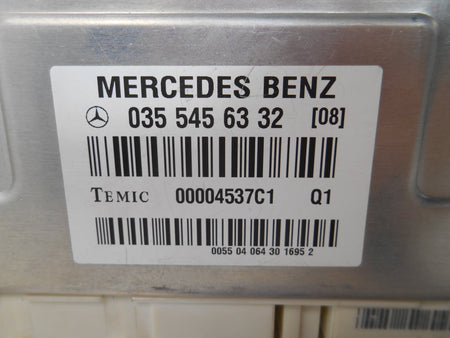 MERCEDES BENZ
035 545 63 32 [08]
TEMIC 00004537C1 Q1
0055 04 064 30 1695 2